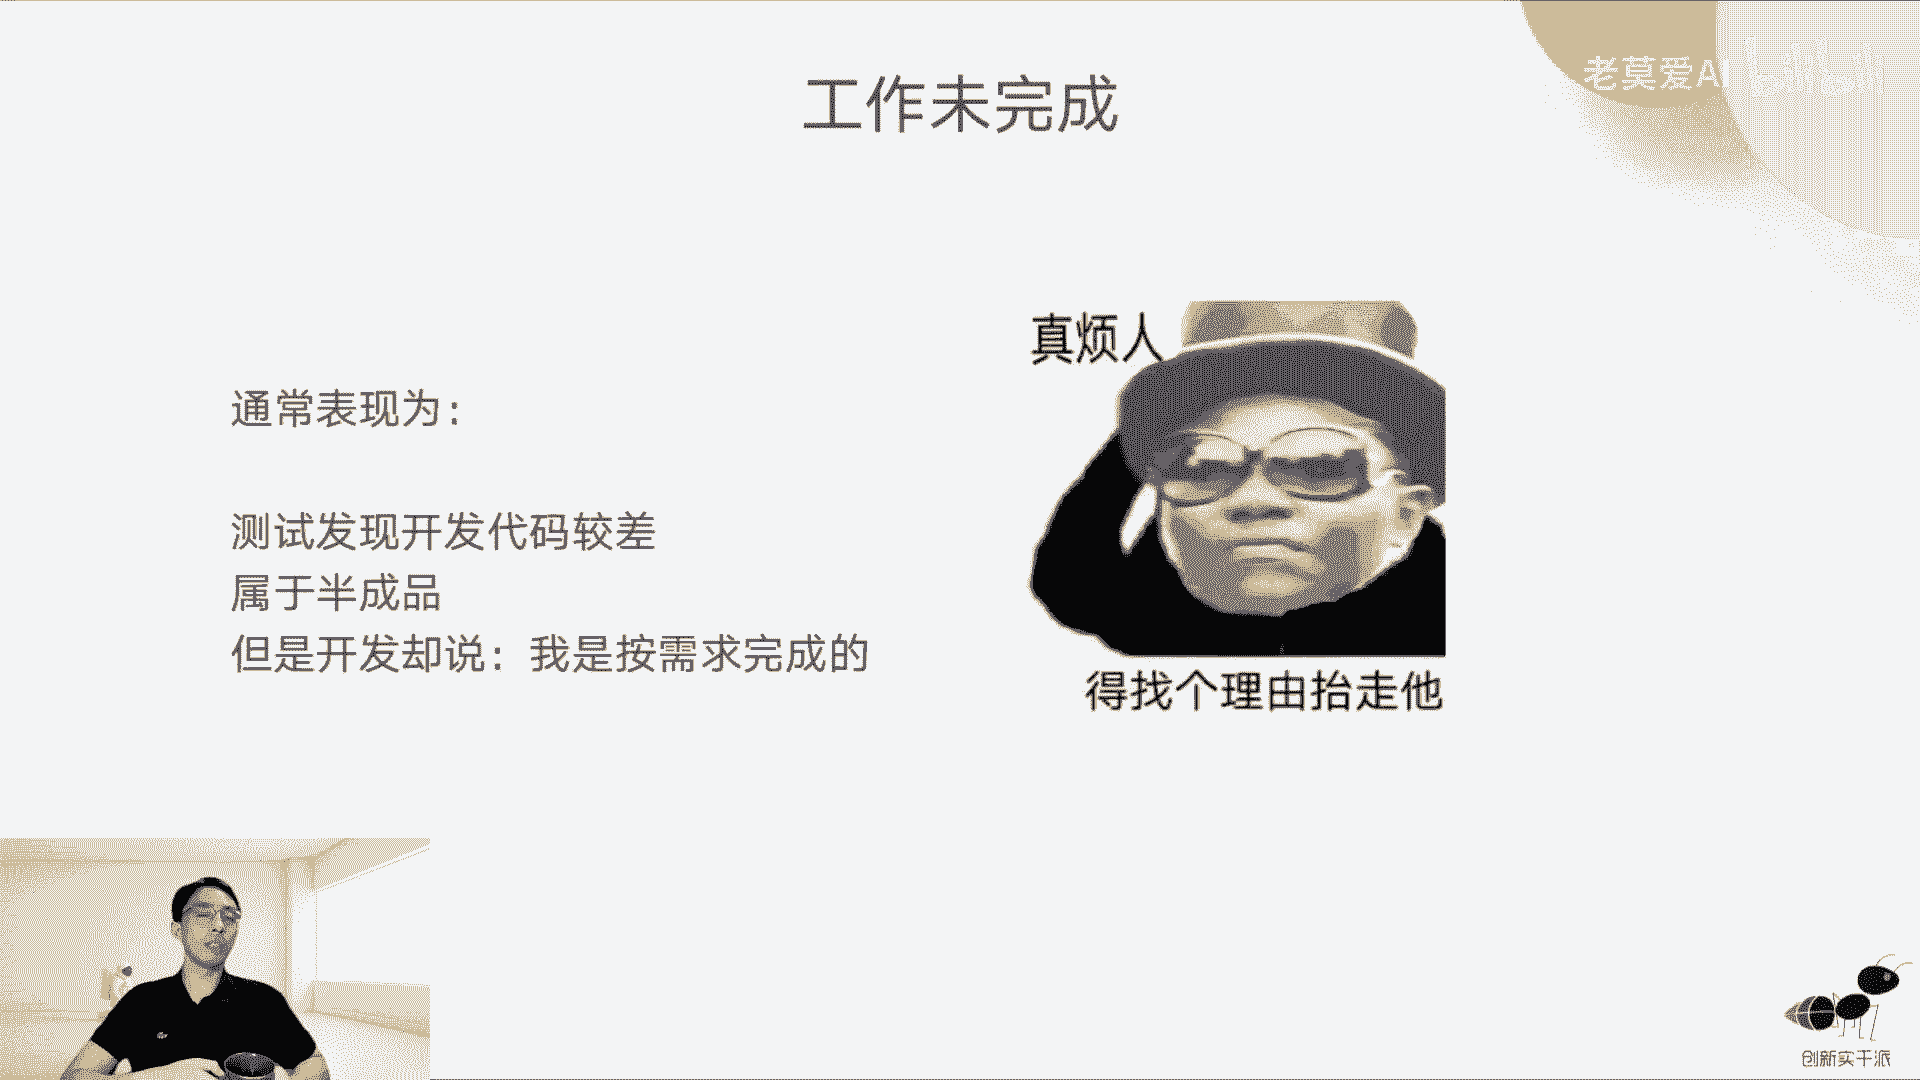 工作未完成
老莫爱A
bilibili
真烦人
通常表现为：
测试发现开发代码较差
属于半成品
但是开发却说：我是按需求完成的
得找个理由抬走他
创新实干派